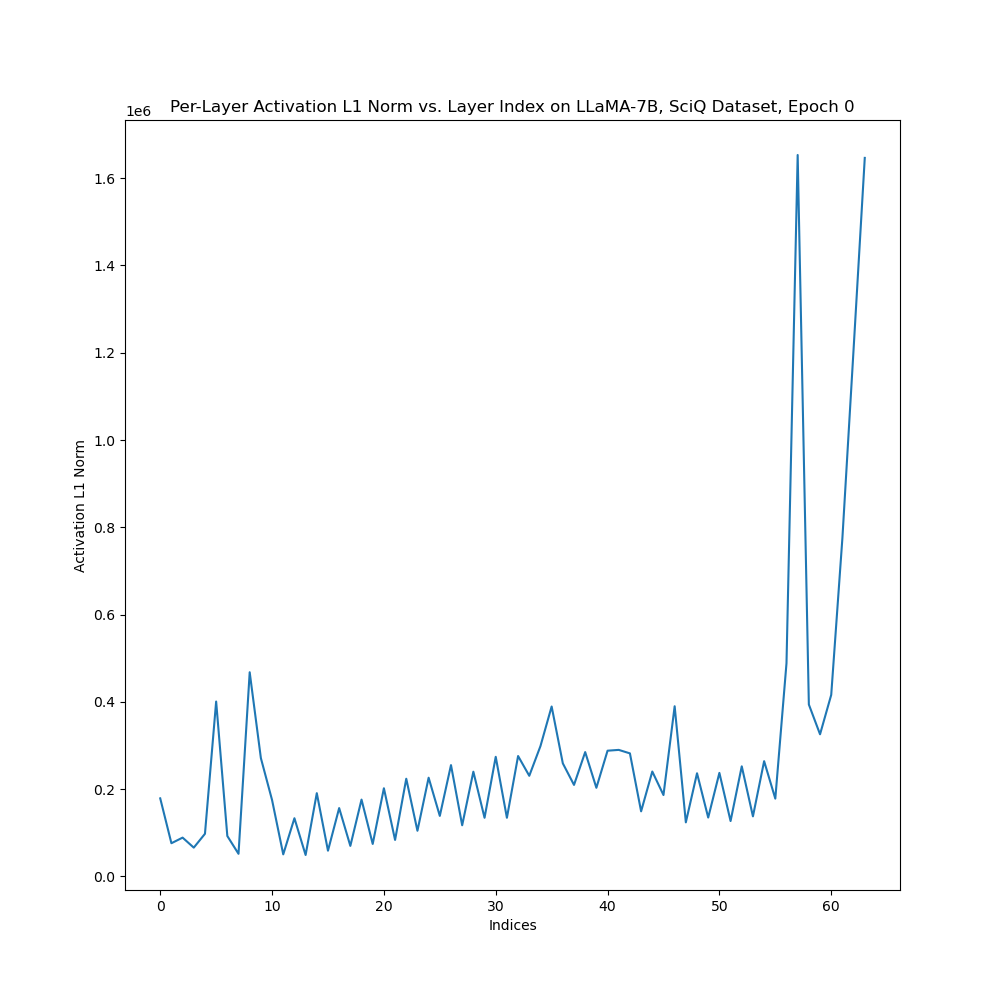 Per-Layer Activation L1 Norm vs. Layer Index on LLaMA-7B, SciQ Dataset, Epoch 0
1e6
1.6
1.4
1.2
1.0
0.8
0.6
0.4
0.2
0.0
Activation L1 Norm
0 10 20 30 40 50 60
Indices